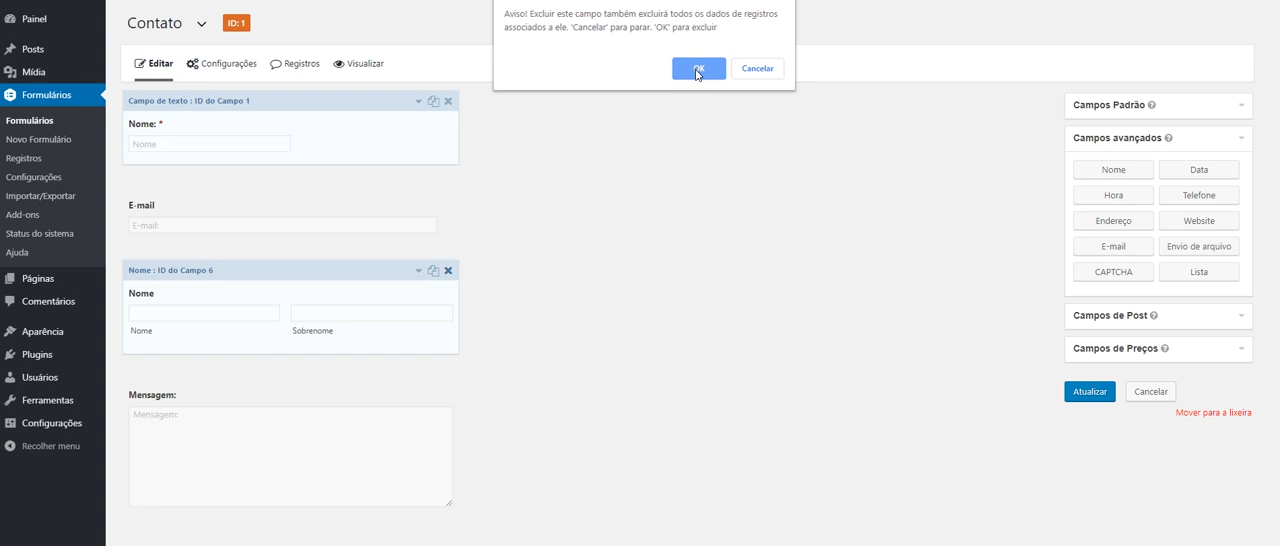 Painel
Posts
Mídia
Formulários
Formulários
Novo Formulário
Registros
Configurações
Importar/Exportar
Add-ons
Status do sistema
Ajuda
Páginas
Comentários
Aparência
Plugins
Usuários
Ferramentas
Configurações
Recolher menu
Contato
ID: 1
Aviso! Excluir este campo também excluirá todos os dados de registros
associados a ele. 'Cancelar' para parar. 'OK' para excluir
OK
Cancelar
Editar
Configurações
Registros
Visualizar
Campo de texto : ID do Campo 1
Nome: *
Nome
E-mail
E-mail:
Nome : ID do Campo 6
Nome
Nome Sobrenome
Mensagem:
Mensagem:
Campos Padrão
Campos avançados
Nome Data
Hora Telefone
Endereço Website
E-mail Envio de arquivo
CAPTCHA Lista
Campos de Post
Campos de Preços
Atualizar Cancelar
Mover para a lixeira